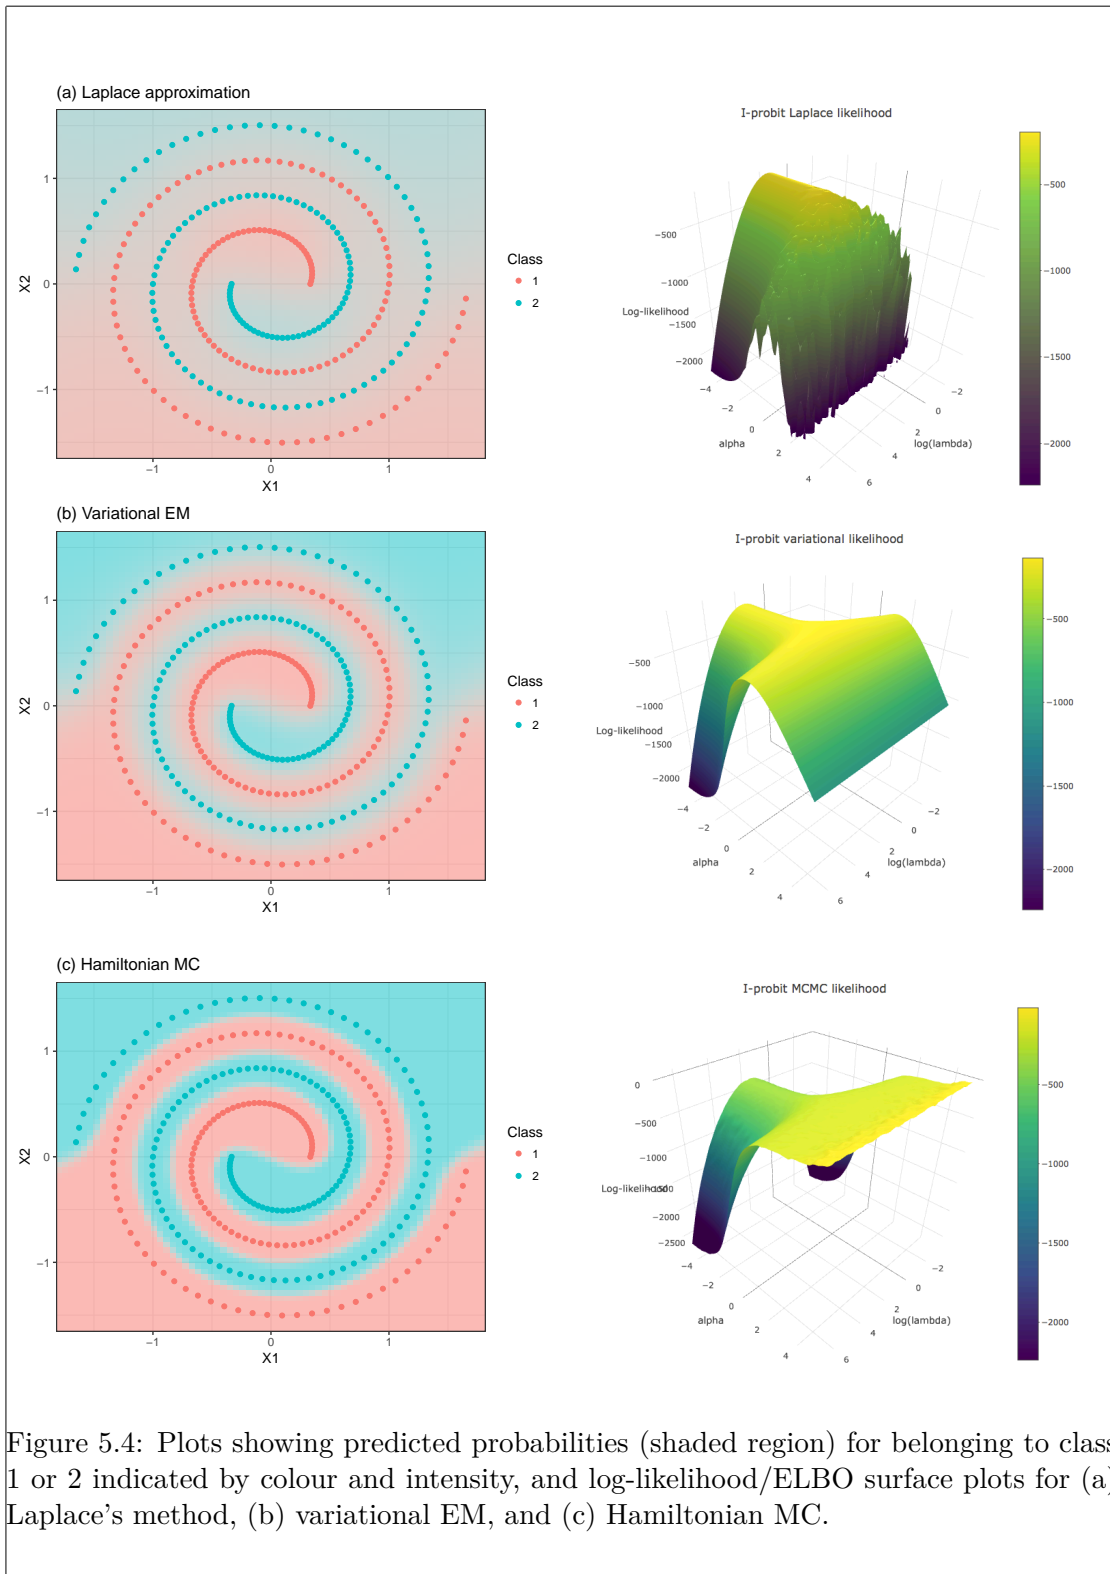 (a) Laplace approximation
1
0
−1
X2
−1
0
1
X1
Class
1
2
I-probit Laplace likelihood
−500
−1000
Log-likelihood
−1500
−2000
−4
−2
0
2
4
alpha
−2
0
2
4
6
log(lambda)
−500
−1000
−1500
−2000
(b) Variational EM
1
0
−1
X2
−1
0
1
X1
Class
1
2
I-probit variational likelihood
−500
−1000
Log-likelihood
−1500
−2000
−4
−2
0
2
4
alpha
−2
0
2
4
6
log(lambda)
−500
−1000
−1500
−2000
(c) Hamiltonian MC
1
0
−1
X2
−1
0
1
X1
Class
1
2
I-probit MCMC likelihood
0
−500
−1000
Log-likelihood
−1500
−2000
−2500
−4
−2
0
2
4
alpha
−2
0
2
4
6
log(lambda)
−500
−1000
−1500
−2000
Figure 5.4: Plots showing predicted probabilities (shaded region) for belonging to class
1 or 2 indicated by colour and intensity, and log-likelihood/ELBO surface plots for (a)
Laplace's method, (b) variational EM, and (c) Hamiltonian MC.